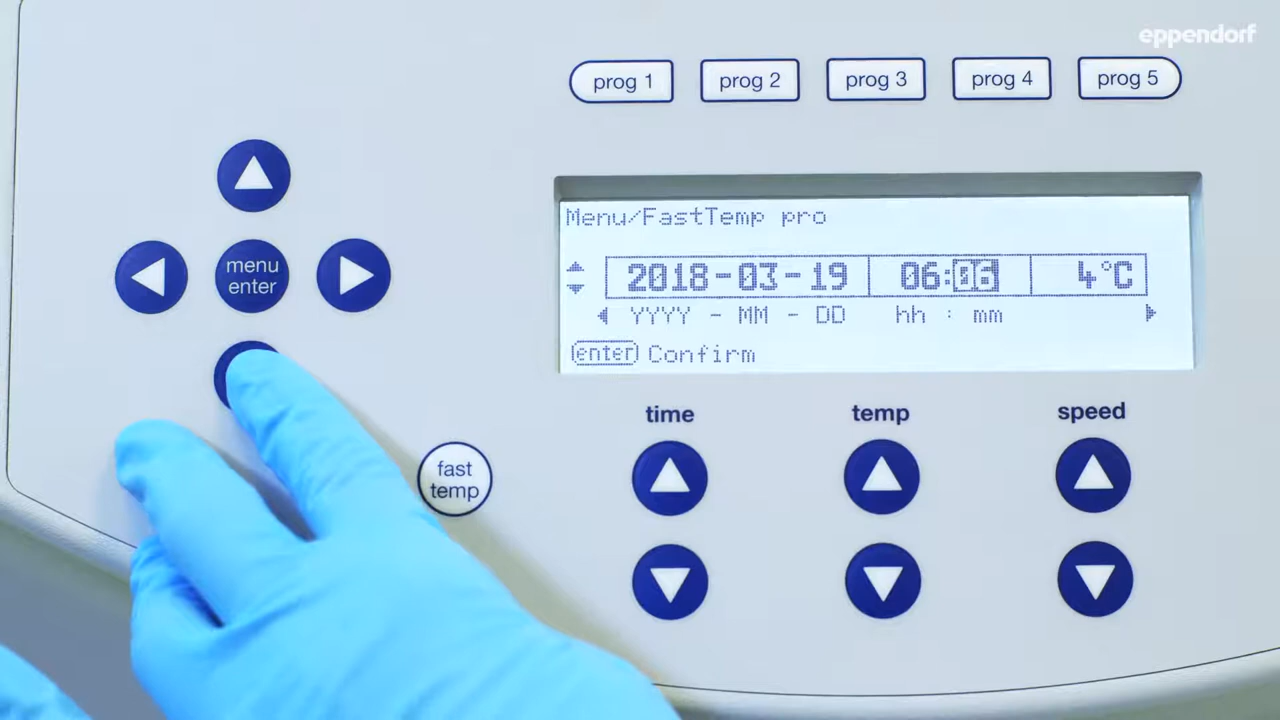 eppendorf
prog 1 prog 2 prog 3 prog 4 prog 5
menu
enter
Menu/FastTemp pro
2018-03-19 06:06 4°C
YYYY - MM - DD hh : mm
enter Confirm
fast
temp
time temp speed